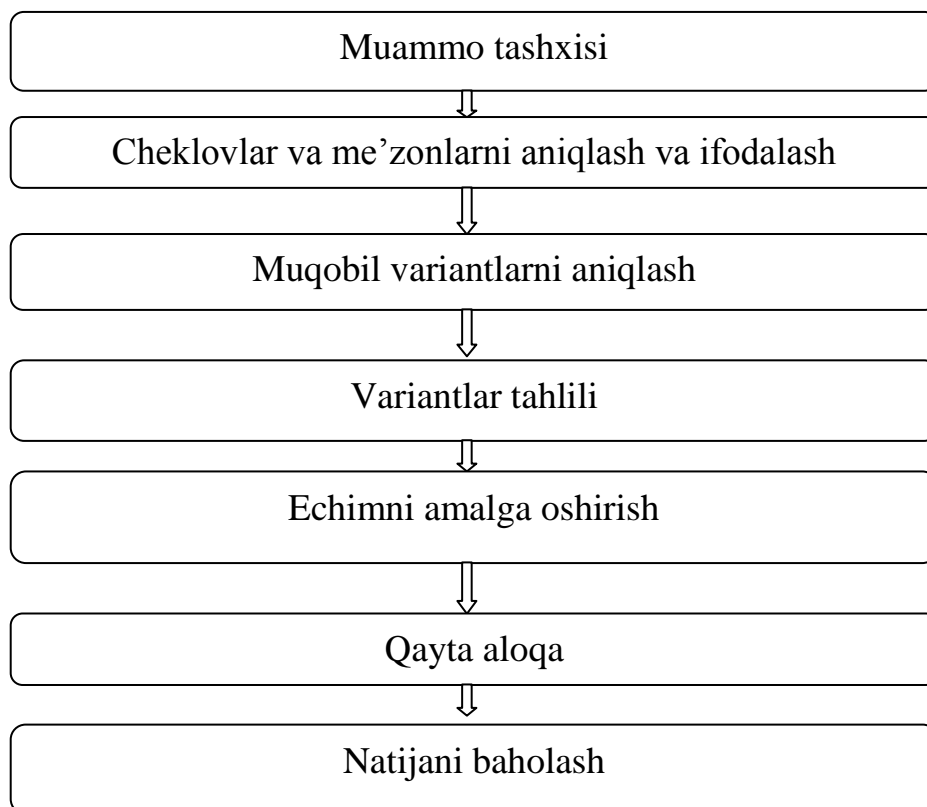 Muammo tashxisi
Cheklovlar va me’zonlarni aniqlash va ifodalash
Muqobil variantlarni aniqlash
Variantlar tahlili
Echimni amalga oshirish
Qayta aloqa
Natijani baholash